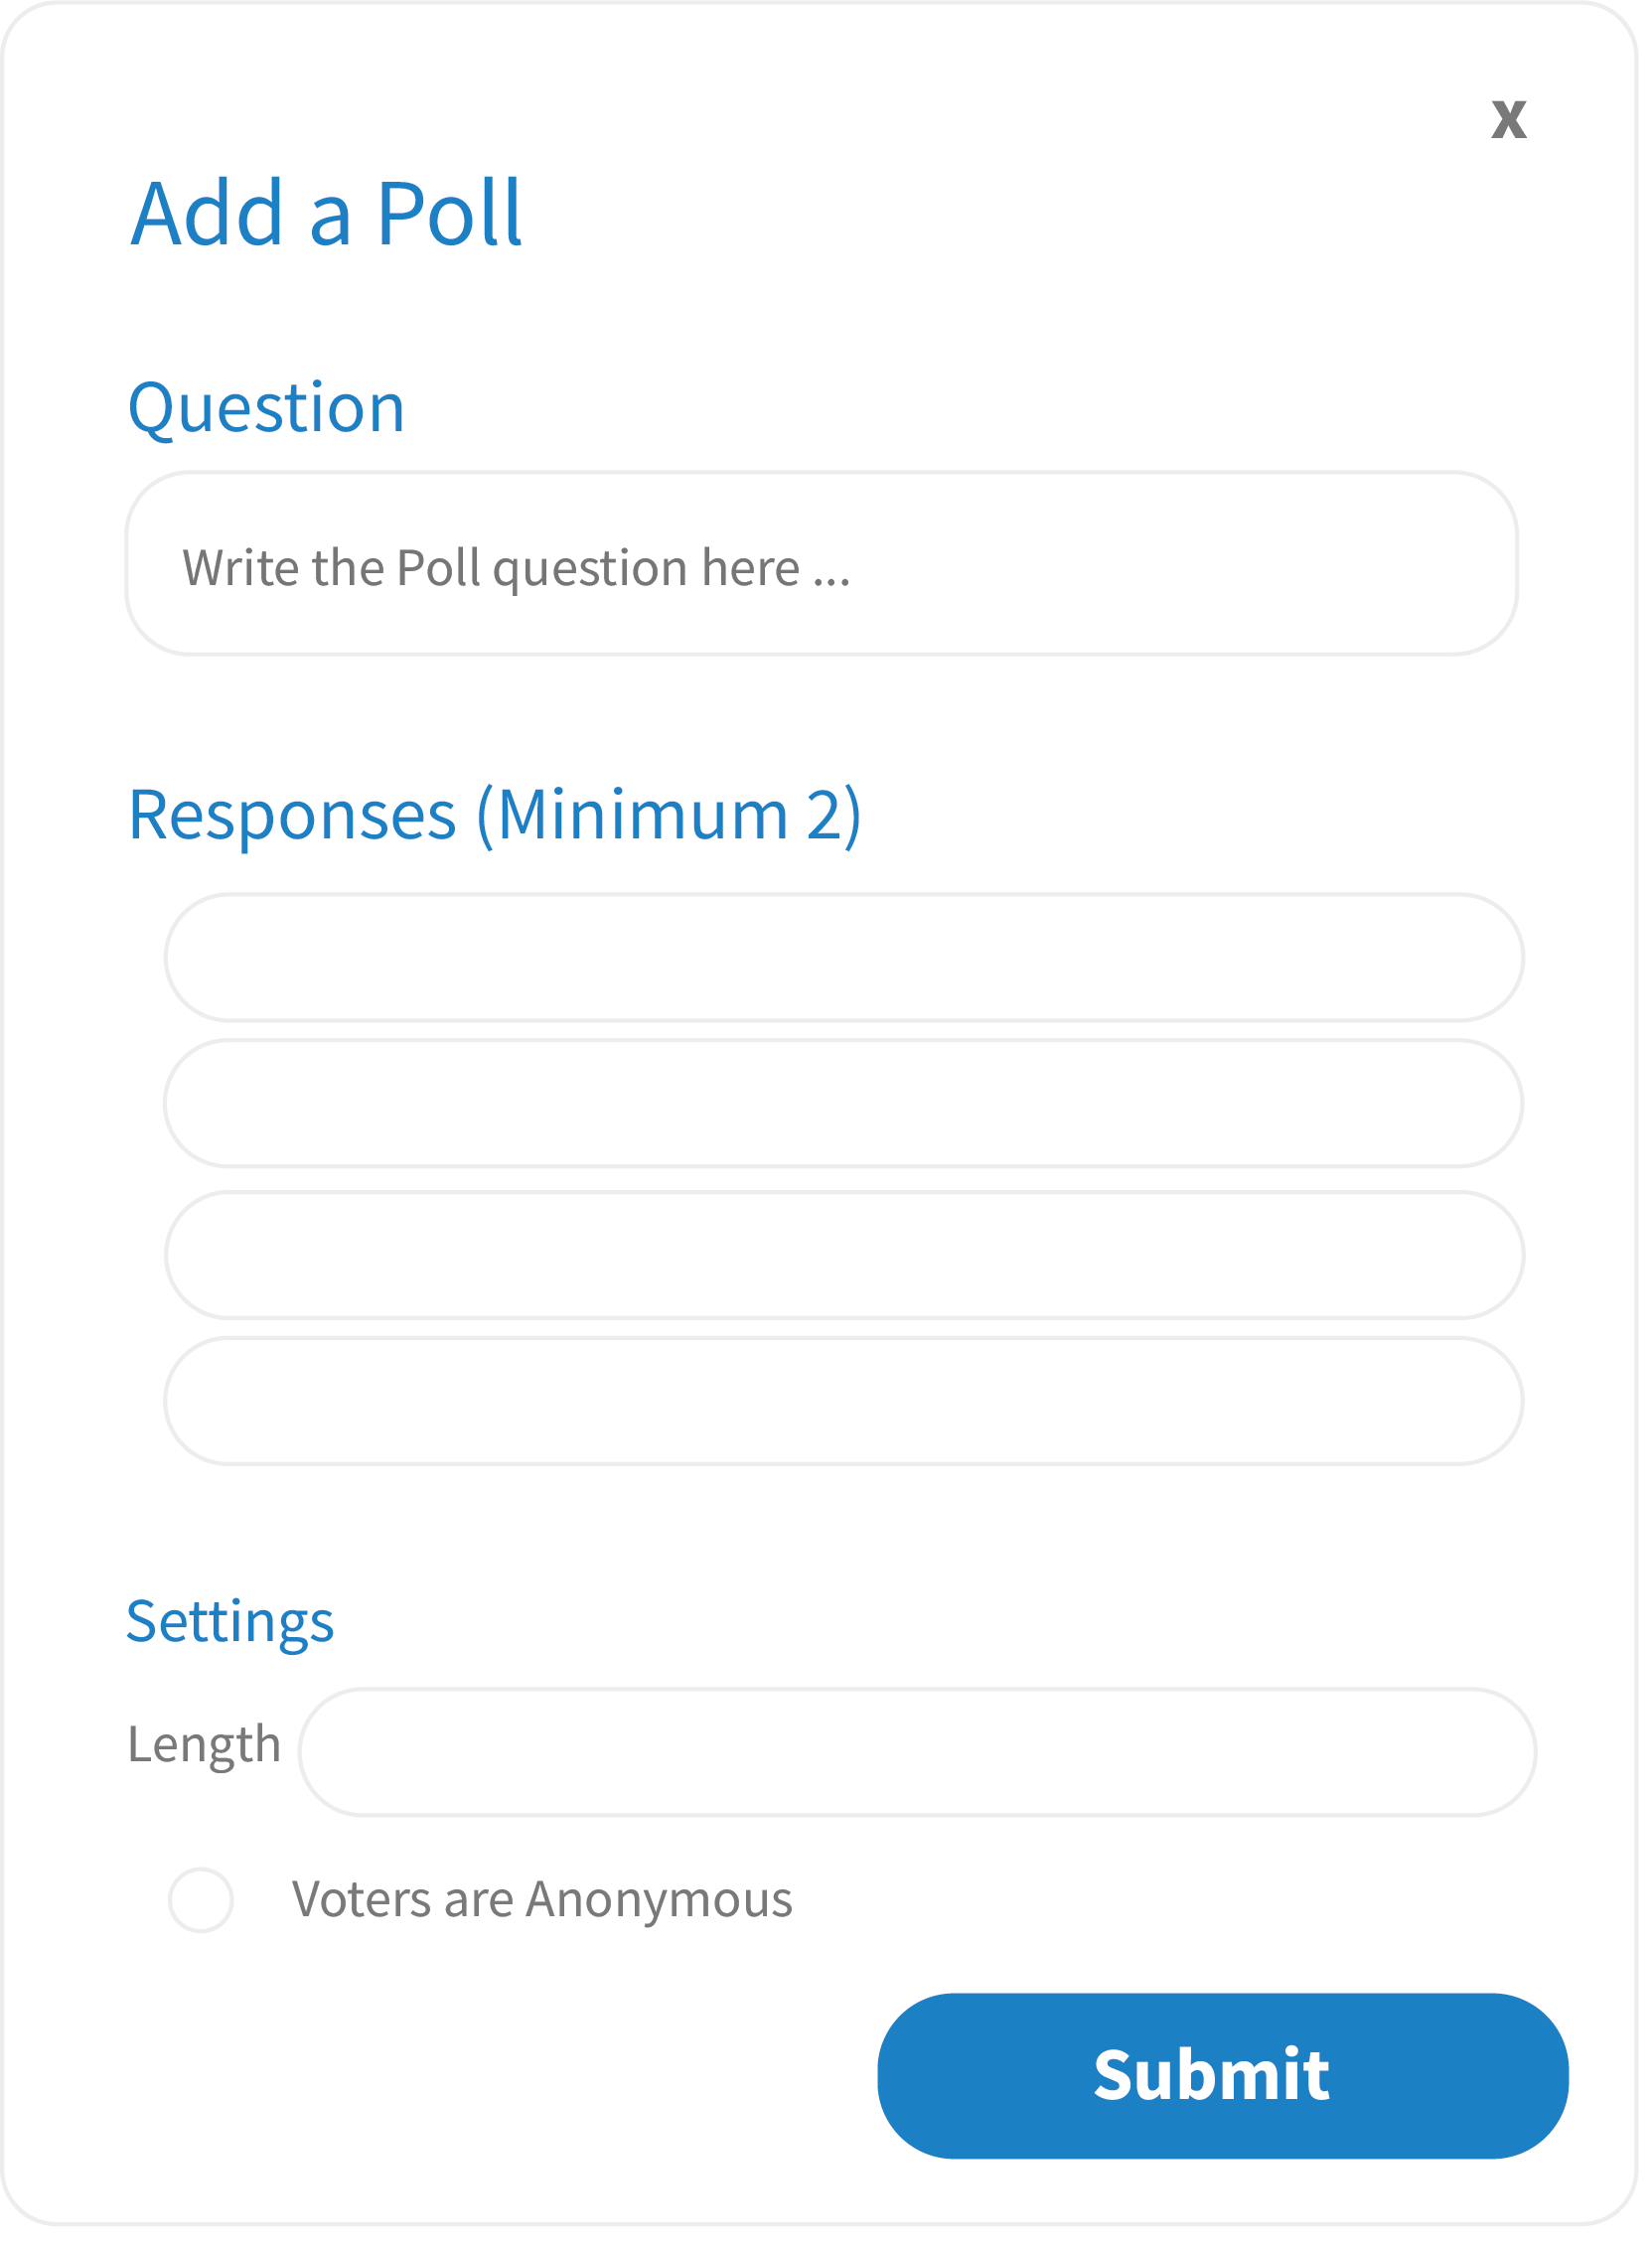 x
Add a Poll
Question
Write the Poll question here ...
Responses (Minimum 2)
Settings
Length
Voters are Anonymous
Submit